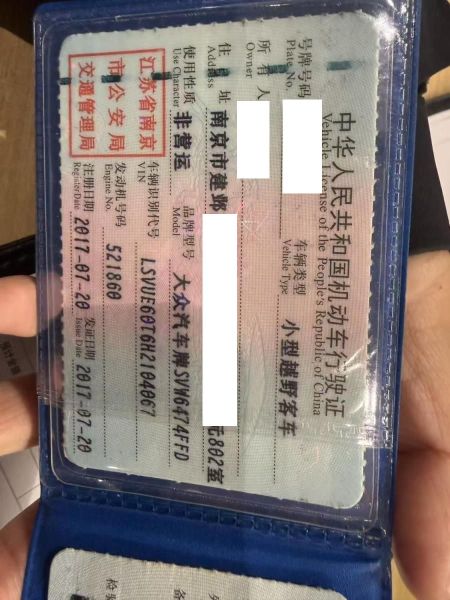 中华人民共和国机动车行驶证
Vehicle License of the People's Republic of China
号牌号码
Plate No.
车辆类型
Vehicle Type
小型越野客车
所有人
Owner
住址
Address
南京市建邺
元802室
使用性质
Use Character
非营运
品牌型号
Model
大众汽车牌SVW6474FFD
江苏省南京
市公安局
交通管理局
车辆识别代号
VIN
LSVUE60T6H2104067
发动机号码
Engine No.
521860
注册日期
Register Date
2017-07-20
发证日期
Issue Date
2017-07-20